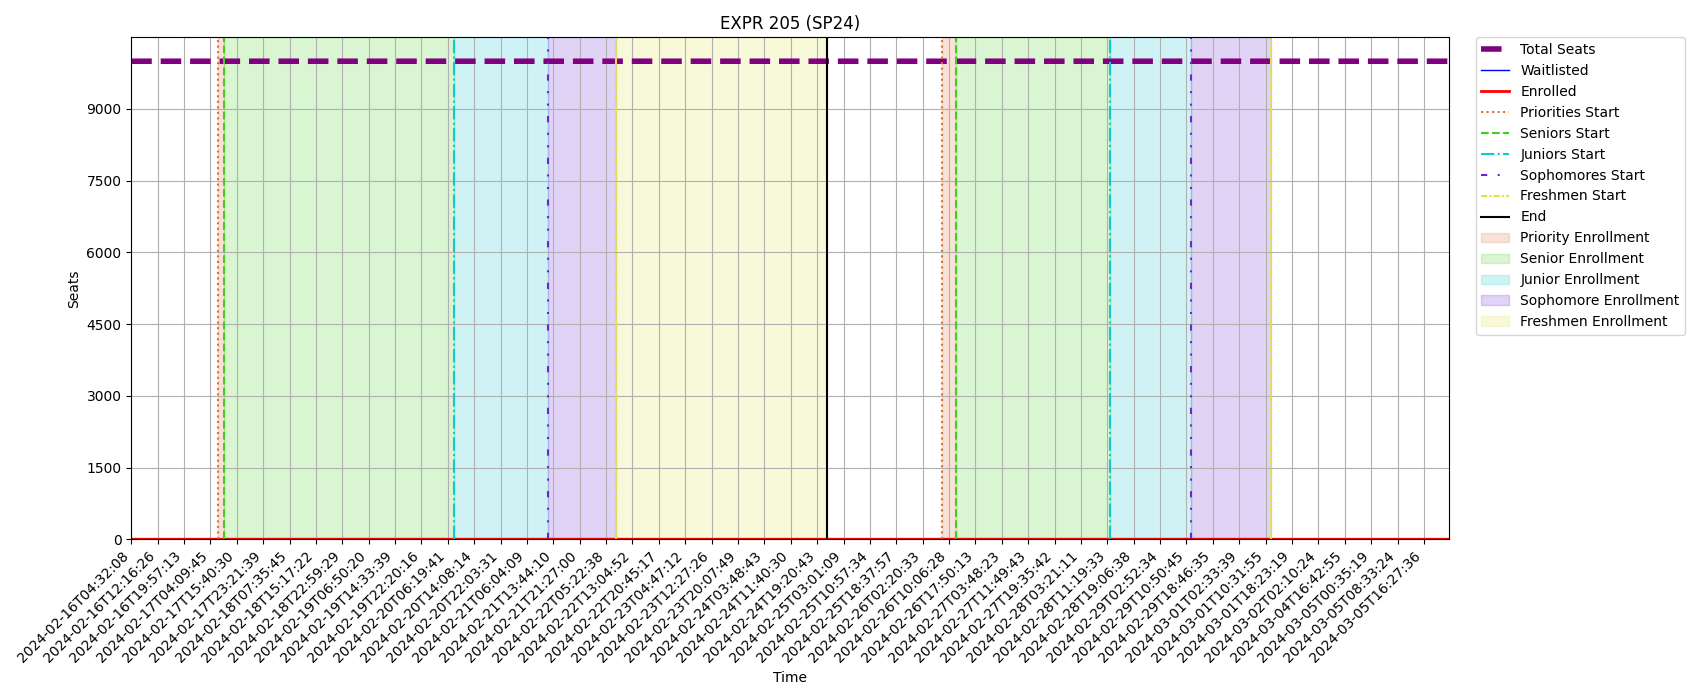 EXPR 205 (SP24)
Seats
9000
7500
6000
4500
3000
1500
0
2024-02-16T04:32:08
2024-02-16T12:16:26
2024-02-16T19:57:13
2024-02-17T04:09:45
2024-02-17T15:40:30
2024-02-17T23:21:39
2024-02-18T07:35:45
2024-02-18T15:17:22
2024-02-18T22:59:29
2024-02-19T06:50:20
2024-02-19T14:33:39
2024-02-19T22:20:16
2024-02-20T06:19:41
2024-02-20T14:08:14
2024-02-20T22:03:31
2024-02-21T06:04:09
2024-02-21T13:44:10
2024-02-21T21:27:00
2024-02-22T05:22:38
2024-02-22T13:04:52
2024-02-22T20:45:17
2024-02-23T04:47:12
2024-02-23T12:27:26
2024-02-23T20:07:49
2024-02-24T03:48:43
2024-02-24T11:40:30
2024-02-24T19:20:43
2024-02-25T03:01:09
2024-02-25T10:57:34
2024-02-25T18:37:57
2024-02-26T02:20:33
2024-02-26T10:06:28
2024-02-26T17:50:13
2024-02-27T03:48:23
2024-02-27T11:49:43
2024-02-27T19:35:42
2024-02-28T03:21:11
2024-02-28T11:19:33
2024-02-28T19:06:38
2024-02-29T02:52:34
2024-02-29T10:50:45
2024-02-29T18:46:35
2024-03-01T02:33:39
2024-03-01T10:31:55
2024-03-01T18:23:19
2024-03-02T02:10:24
2024-03-04T16:42:55
2024-03-05T00:35:19
2024-03-05T08:33:24
2024-03-05T16:27:36
Time
Total Seats
Waitlisted
Enrolled
Priorities Start
Seniors Start
Juniors Start
Sophomores Start
Freshmen Start
End
Priority Enrollment
Senior Enrollment
Junior Enrollment
Sophomore Enrollment
Freshmen Enrollment